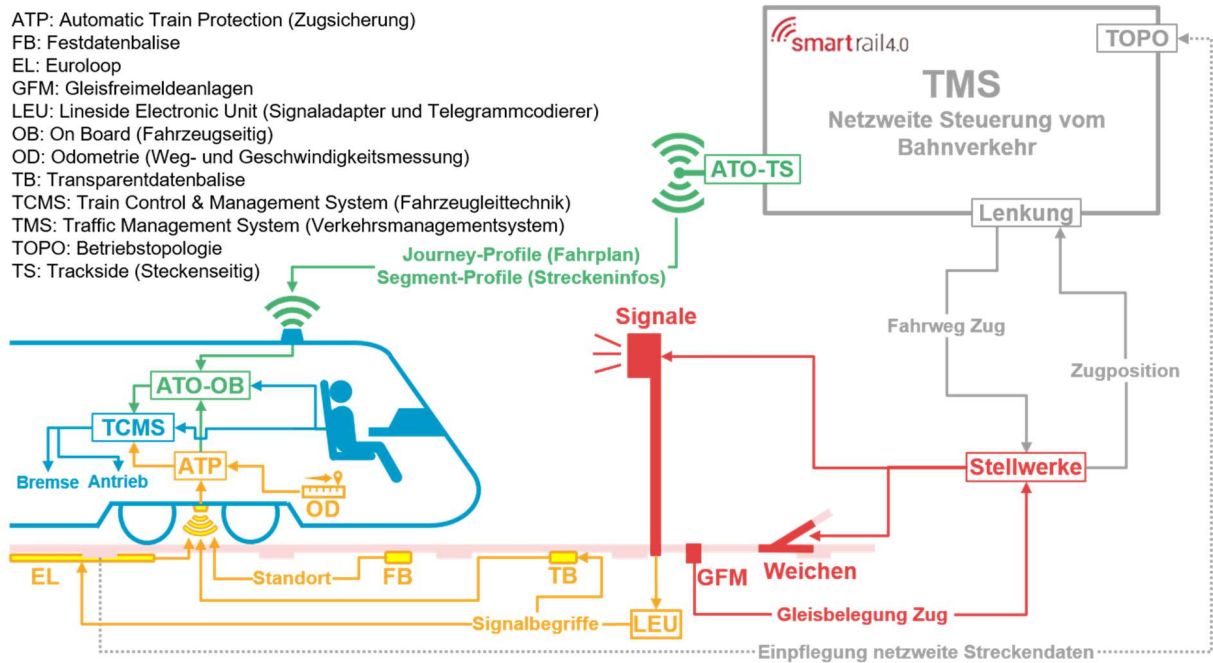 ATP: Automatic Train Protection (Zugsicherung)
FB: Festdatenbalise
EL: Euroloop
GFM: Gleisfreimeldeanlagen
LEU: Lineside Electronic Unit (Signaladapter und Telegrammcodierer)
OB: On Board (Fahrzeugseitig)
OD: Odometrie (Weg- und Geschwindigkeitsmessung)
TB: Transparentdatenbalise
TCMS: Train Control & Management System (Fahrzeugleittechnik)
TMS: Traffic Management System (Verkehrsmanagementsystem)
TOPO: Betriebstopologie
TS: Trackside (Steckenseitig)
smartrail4.0
TOPO
TMS
Netzweite Steuerung vom
Bahnverkehr
ATO-TS
Lenkung
Journey-Profile (Fahrplan)
Segment-Profile (Streckeninfos)
Signale
Fahrweg Zug
Zugposition
ATO-OB
TCMS
ATP
Bremse
Antrieb
OD
Stellwerke
EL
Standort
FB
TB
GFM
Weichen
Signalbegriffe
LEU
Gleisbelegung Zug
Einpflegung netzweite Streckendaten